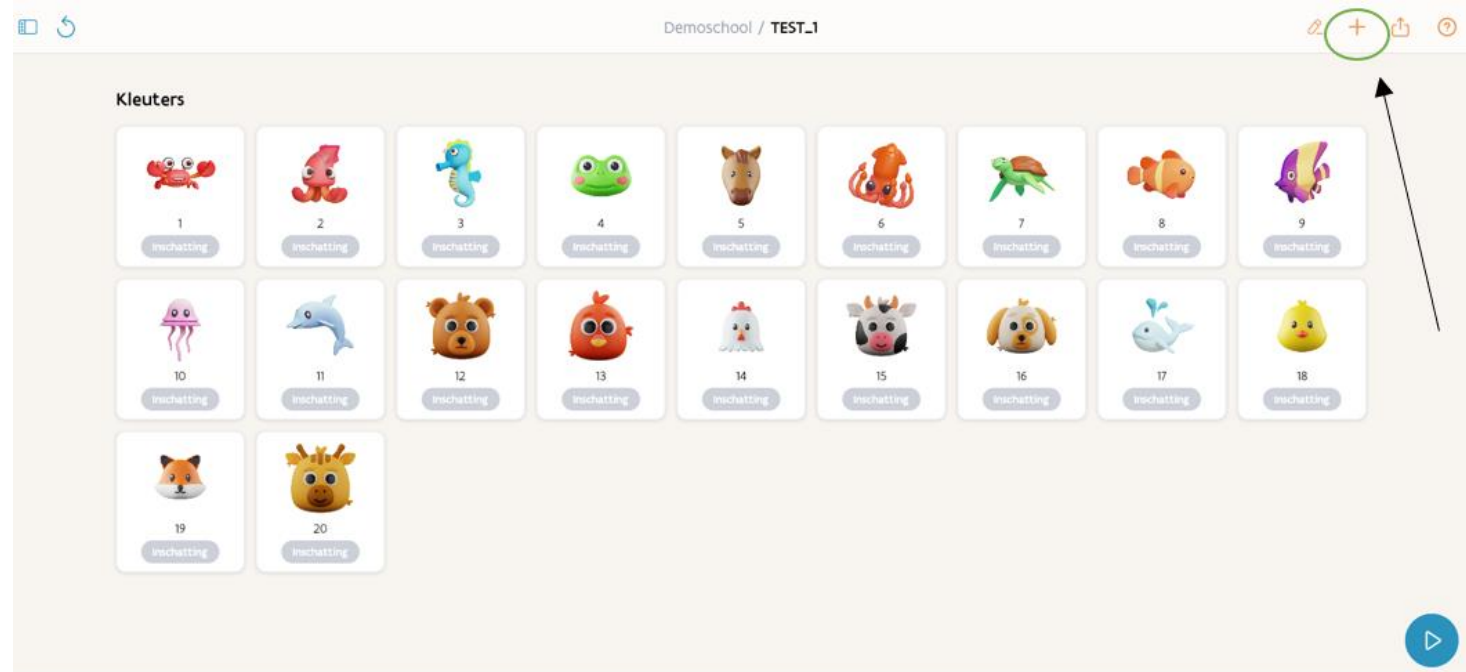 Demoschool / TEST_1
Kleuters
1 2 3 4 5 6 7 8 9
Inschatting Inschatting Inschatting Inschatting Inschatting Inschatting Inschatting Inschatting Inschatting
10 11 12 13 14 15 16 17 18
Inschatting Inschatting Inschatting Inschatting Inschatting Inschatting Inschatting Inschatting Inschatting
19 20
Inschatting Inschatting